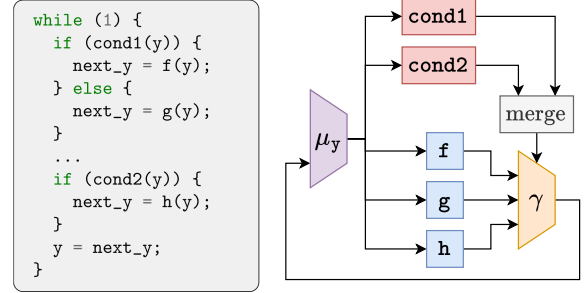 while (1) {
if (cond1(y)) {
next_y = f(y);
} else {
next_y = g(y);
}
...
if (cond2(y)) {
next_y = h(y);
}
y = next_y;
}
cond1
cond2
merge
μy
f
g
h
γ